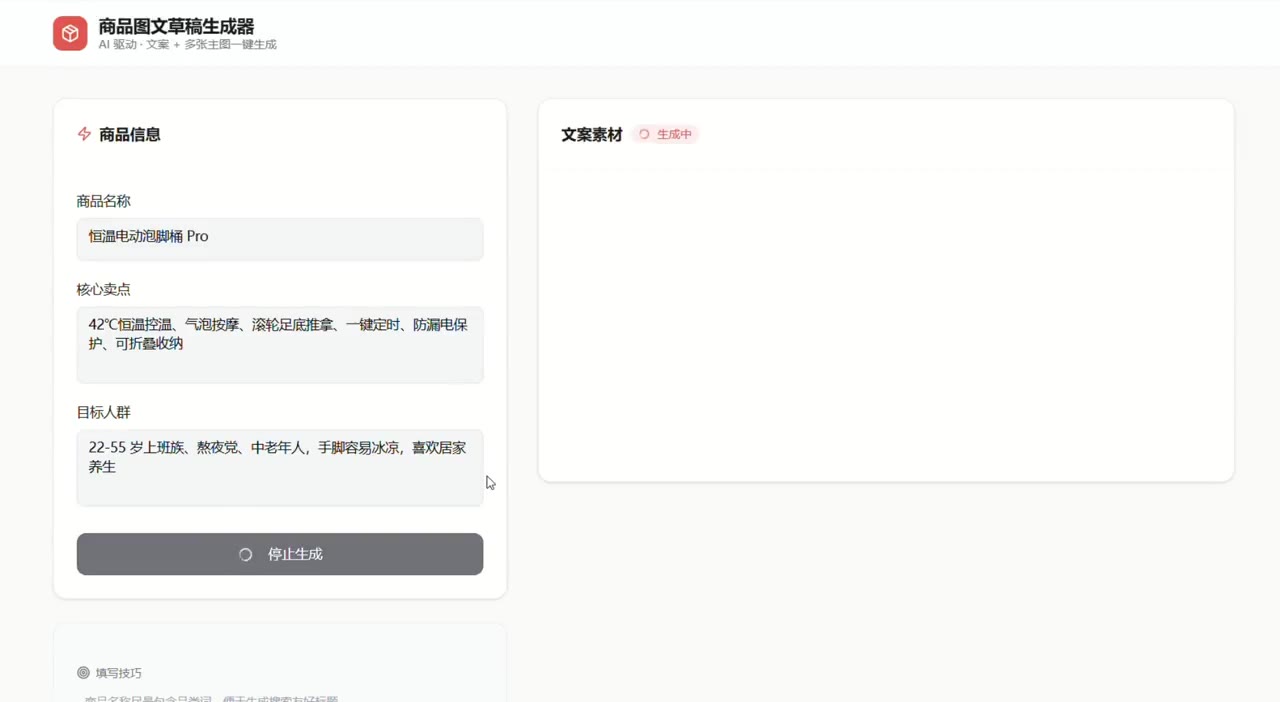 商品图文草稿生成器
AI 驱动 · 文案 + 多张主图一键生成
商品信息
商品名称
恒温电动泡脚桶 Pro
核心卖点
42℃恒温控温、气泡按摩、滚轮足底推拿、一键定时、防漏电保
护、可折叠收纳
目标人群
22-55 岁上班族、熬夜党、中老年人，手脚容易冰凉，喜欢居家
养生
停止生成
填写技巧
文案素材
生成中